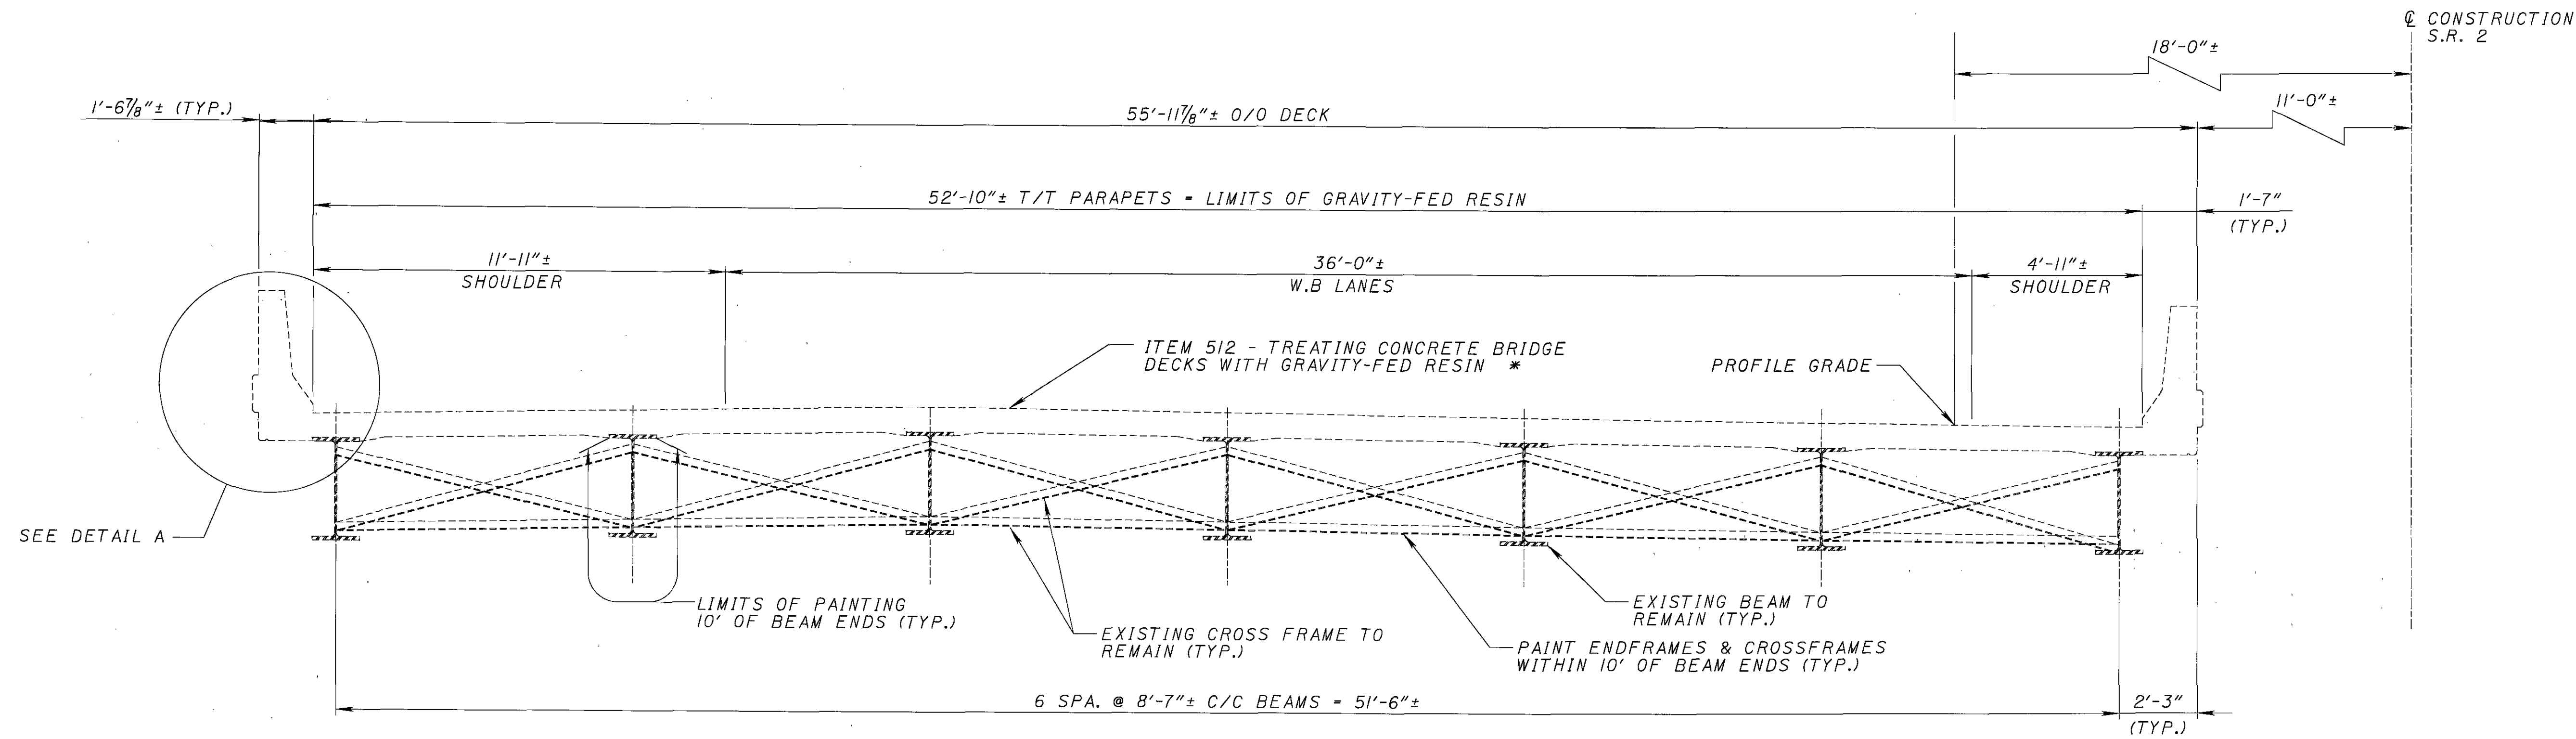 ℄ CONSTRUCTION
S.R. 2
18'-0"±
1'-6⅞"± (TYP.)
55'-11⅞"± O/O DECK
11'-0"±
52'-10"± T/T PARAPETS = LIMITS OF GRAVITY-FED RESIN
1'-7"
(TYP.)
11'-11"±
SHOULDER
36'-0"±
W.B LANES
4'-11"±
SHOULDER
ITEM 512 - TREATING CONCRETE BRIDGE
DECKS WITH GRAVITY-FED RESIN *
PROFILE GRADE
SEE DETAIL A
LIMITS OF PAINTING
10' OF BEAM ENDS (TYP.)
EXISTING CROSS FRAME TO
REMAIN (TYP.)
EXISTING BEAM TO
REMAIN (TYP.)
PAINT ENDFRAMES & CROSSFRAMES
WITHIN 10' OF BEAM ENDS (TYP.)
6 SPA. @ 8'-7"± C/C BEAMS = 51'-6"±
2'-3"
(TYP.)